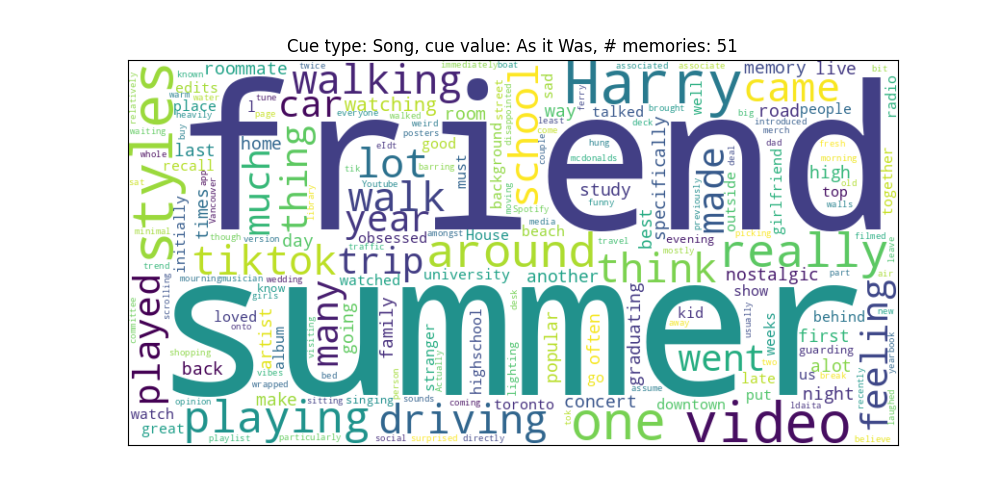 Cue type: Song, cue value: As it Was, # memories: 51
friend
summer
styles
Harry
walking
car
school
came
memory live
roommate
twice
immediately
boat
associated
associate
bit
known
edits
warm
water
place
heavily
tune
page
l
watching
everyone
walked
room
street
sad
way
ferry
talked
well
brought
big
road
people
radio
relatively
waiting
whole
buy
last
recall
home
much
thing
lot
weird
posters
good
eIdt
must
background
disappointed
least
come
couple
hung
mcdonalds
deck
specifically
introduced
merch
dad
fresh
morning
high
old
top
walls
together
sat
app
Vancouver
times
library
tik
Youtube
barring
walk
year
moving
Spotify
study
funny
made
previously
deal
outside
girlfriend
minimal
initially
though
version
day
obsessed
amongst
House
media
beach
travel
best
evening
mostly
picking
filmed
leave
trend
tiktok
traffic
trip
around
think
really
scrolling
mourning
musician
wedding
watched
university
another
nostalgic
part
air
know
girls
show
played
committee
loved
onto
artist
album
visiting
many
going
family
stranger
Actually
highschool
desk
lighting
popular
go
often
graduating
kid
away
usually
weeks
behind
first
guarding
new
feeling
yearbook
shopping
back
vibes
bed
person
went
two
us
alot
break
recently
laughed
opinion
wrapped
make
sitting
singing
sounds
coming
toronto
concert
assume
downtown
late
put
night
watch
great
playing
driving
one
tok
video
ldaita
playlist
particularly
social
surprised
directly
believe